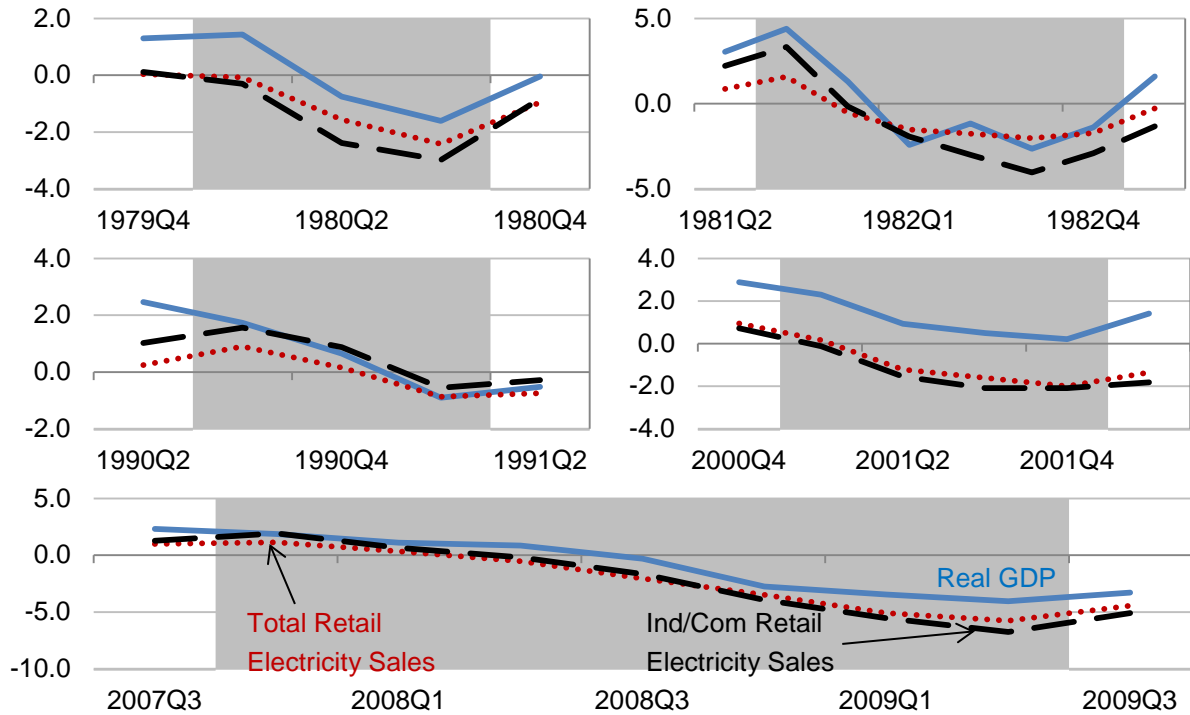 2.0
0.0
-2.0
-4.0
1979Q4 1980Q2 1980Q4
5.0
0.0
-5.0
1981Q2 1982Q1 1982Q4
4.0
2.0
0.0
-2.0
1990Q2 1990Q4 1991Q2
4.0
2.0
0.0
-2.0
-4.0
2000Q4 2001Q2 2001Q4
5.0
0.0
-5.0
-10.0
Real GDP
Total Retail
Electricity Sales
Ind/Com Retail
Electricity Sales
2007Q3 2008Q1 2008Q3 2009Q1 2009Q3